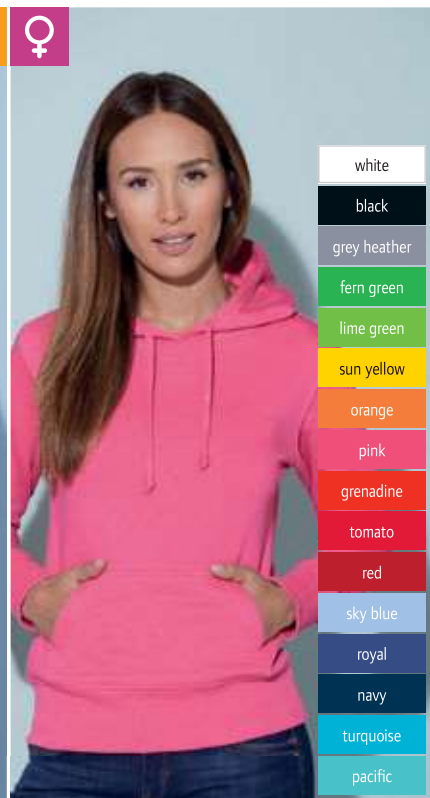 white
black
grey heather
fern green
lime green
sun yellow
orange
pink
grenadine
tomato
red
sky blue
royal
navy
turquoise
pacific